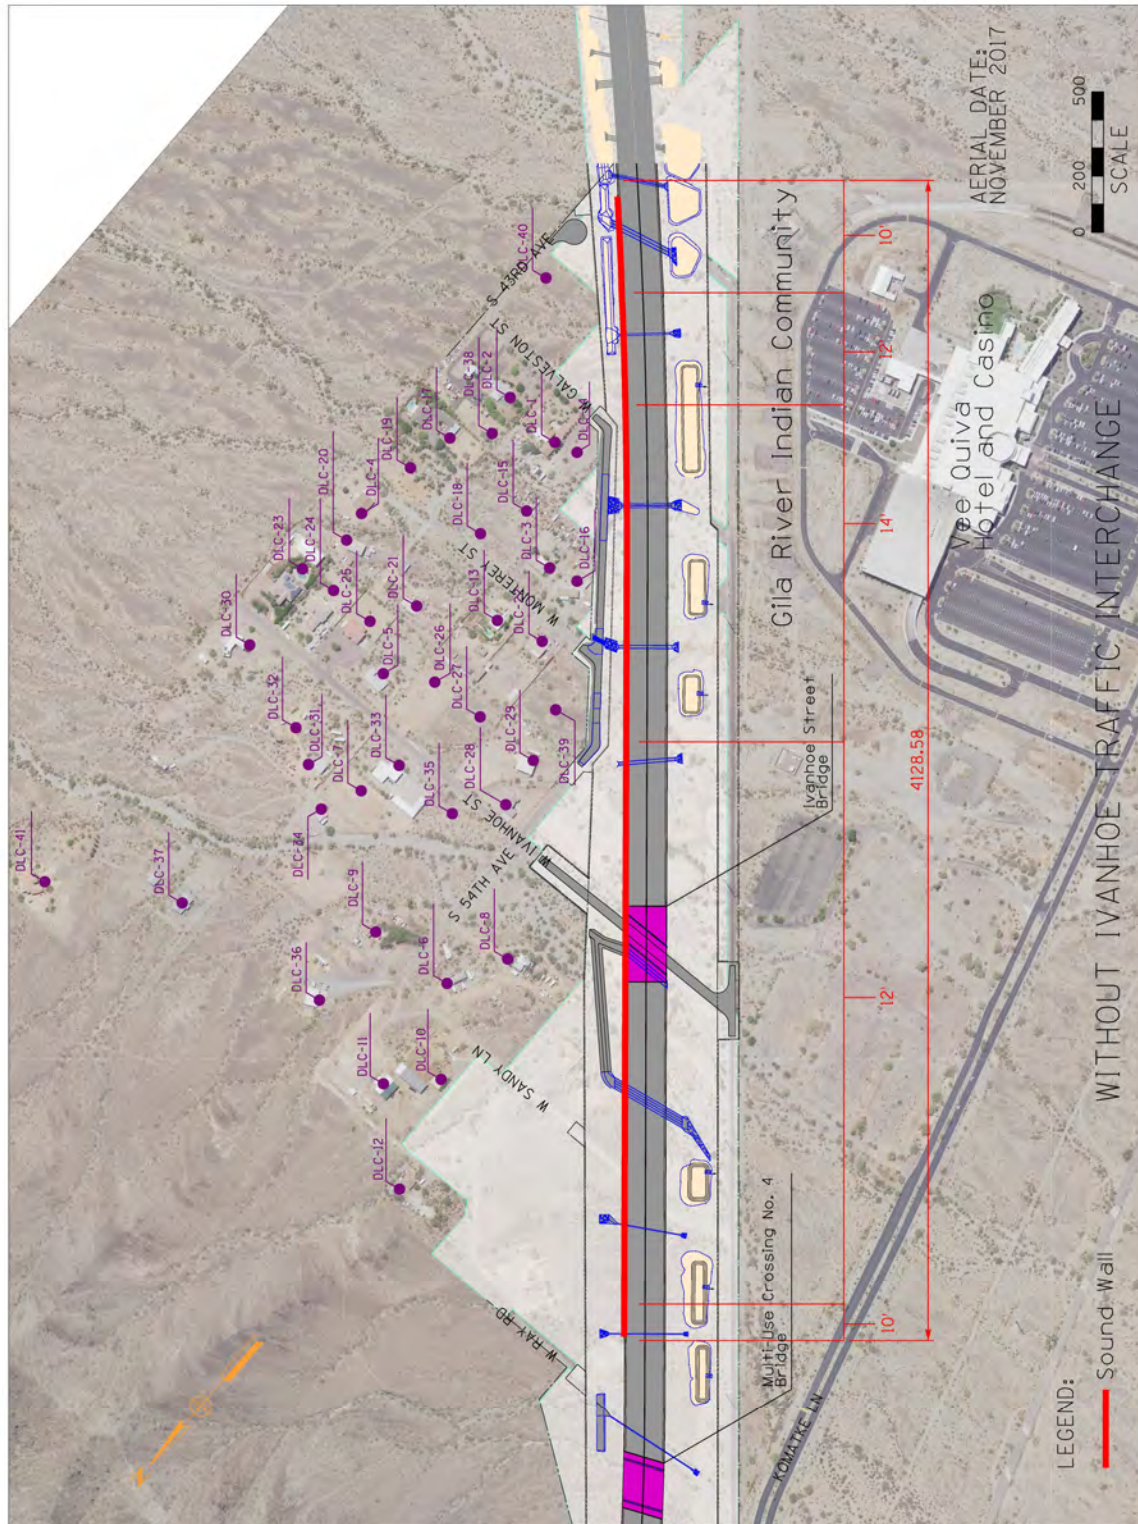 DLC-41
DLC-37
DLC-36
DLC-9
DLC-34
DLC-7
DLC-31
DLC-32
DLC-30
DLC-23
DLC-24
DLC-20
DLC-4
DLC-19
DLC-25
DLC-21
DLC-5
DLC-33
DLC-26
DLC-27
DLC-35
DLC-28
DLC-29
DLC-39
DLC-13
DLC-18
DLC-15
DLC-3
DLC-16
DLC-17
DLC-38
DLC-2
DLC-1
DLC-40
DLC-6
DLC-8
DLC-11
DLC-10
DLC-12
S 43RD AVE
GALVESTON ST
W MONTEREY ST
W IVANHOE ST
S 54TH AVE
W SANDY LN
W RAY RD
KOMATKE LN
Multi-Use Crossing No. 4
Bridge
Ivanhoe Street
Bridge
Gila River Indian Community
Vee Quiva
Hotel and Casino
10'
12'
14'
12'
10'
4128.58
AERIAL DATE:
NOVEMBER 2017
0 200 500
SCALE
WITHOUT IVANHOE TRAFFIC INTERCHANGE
LEGEND:
Sound Wall